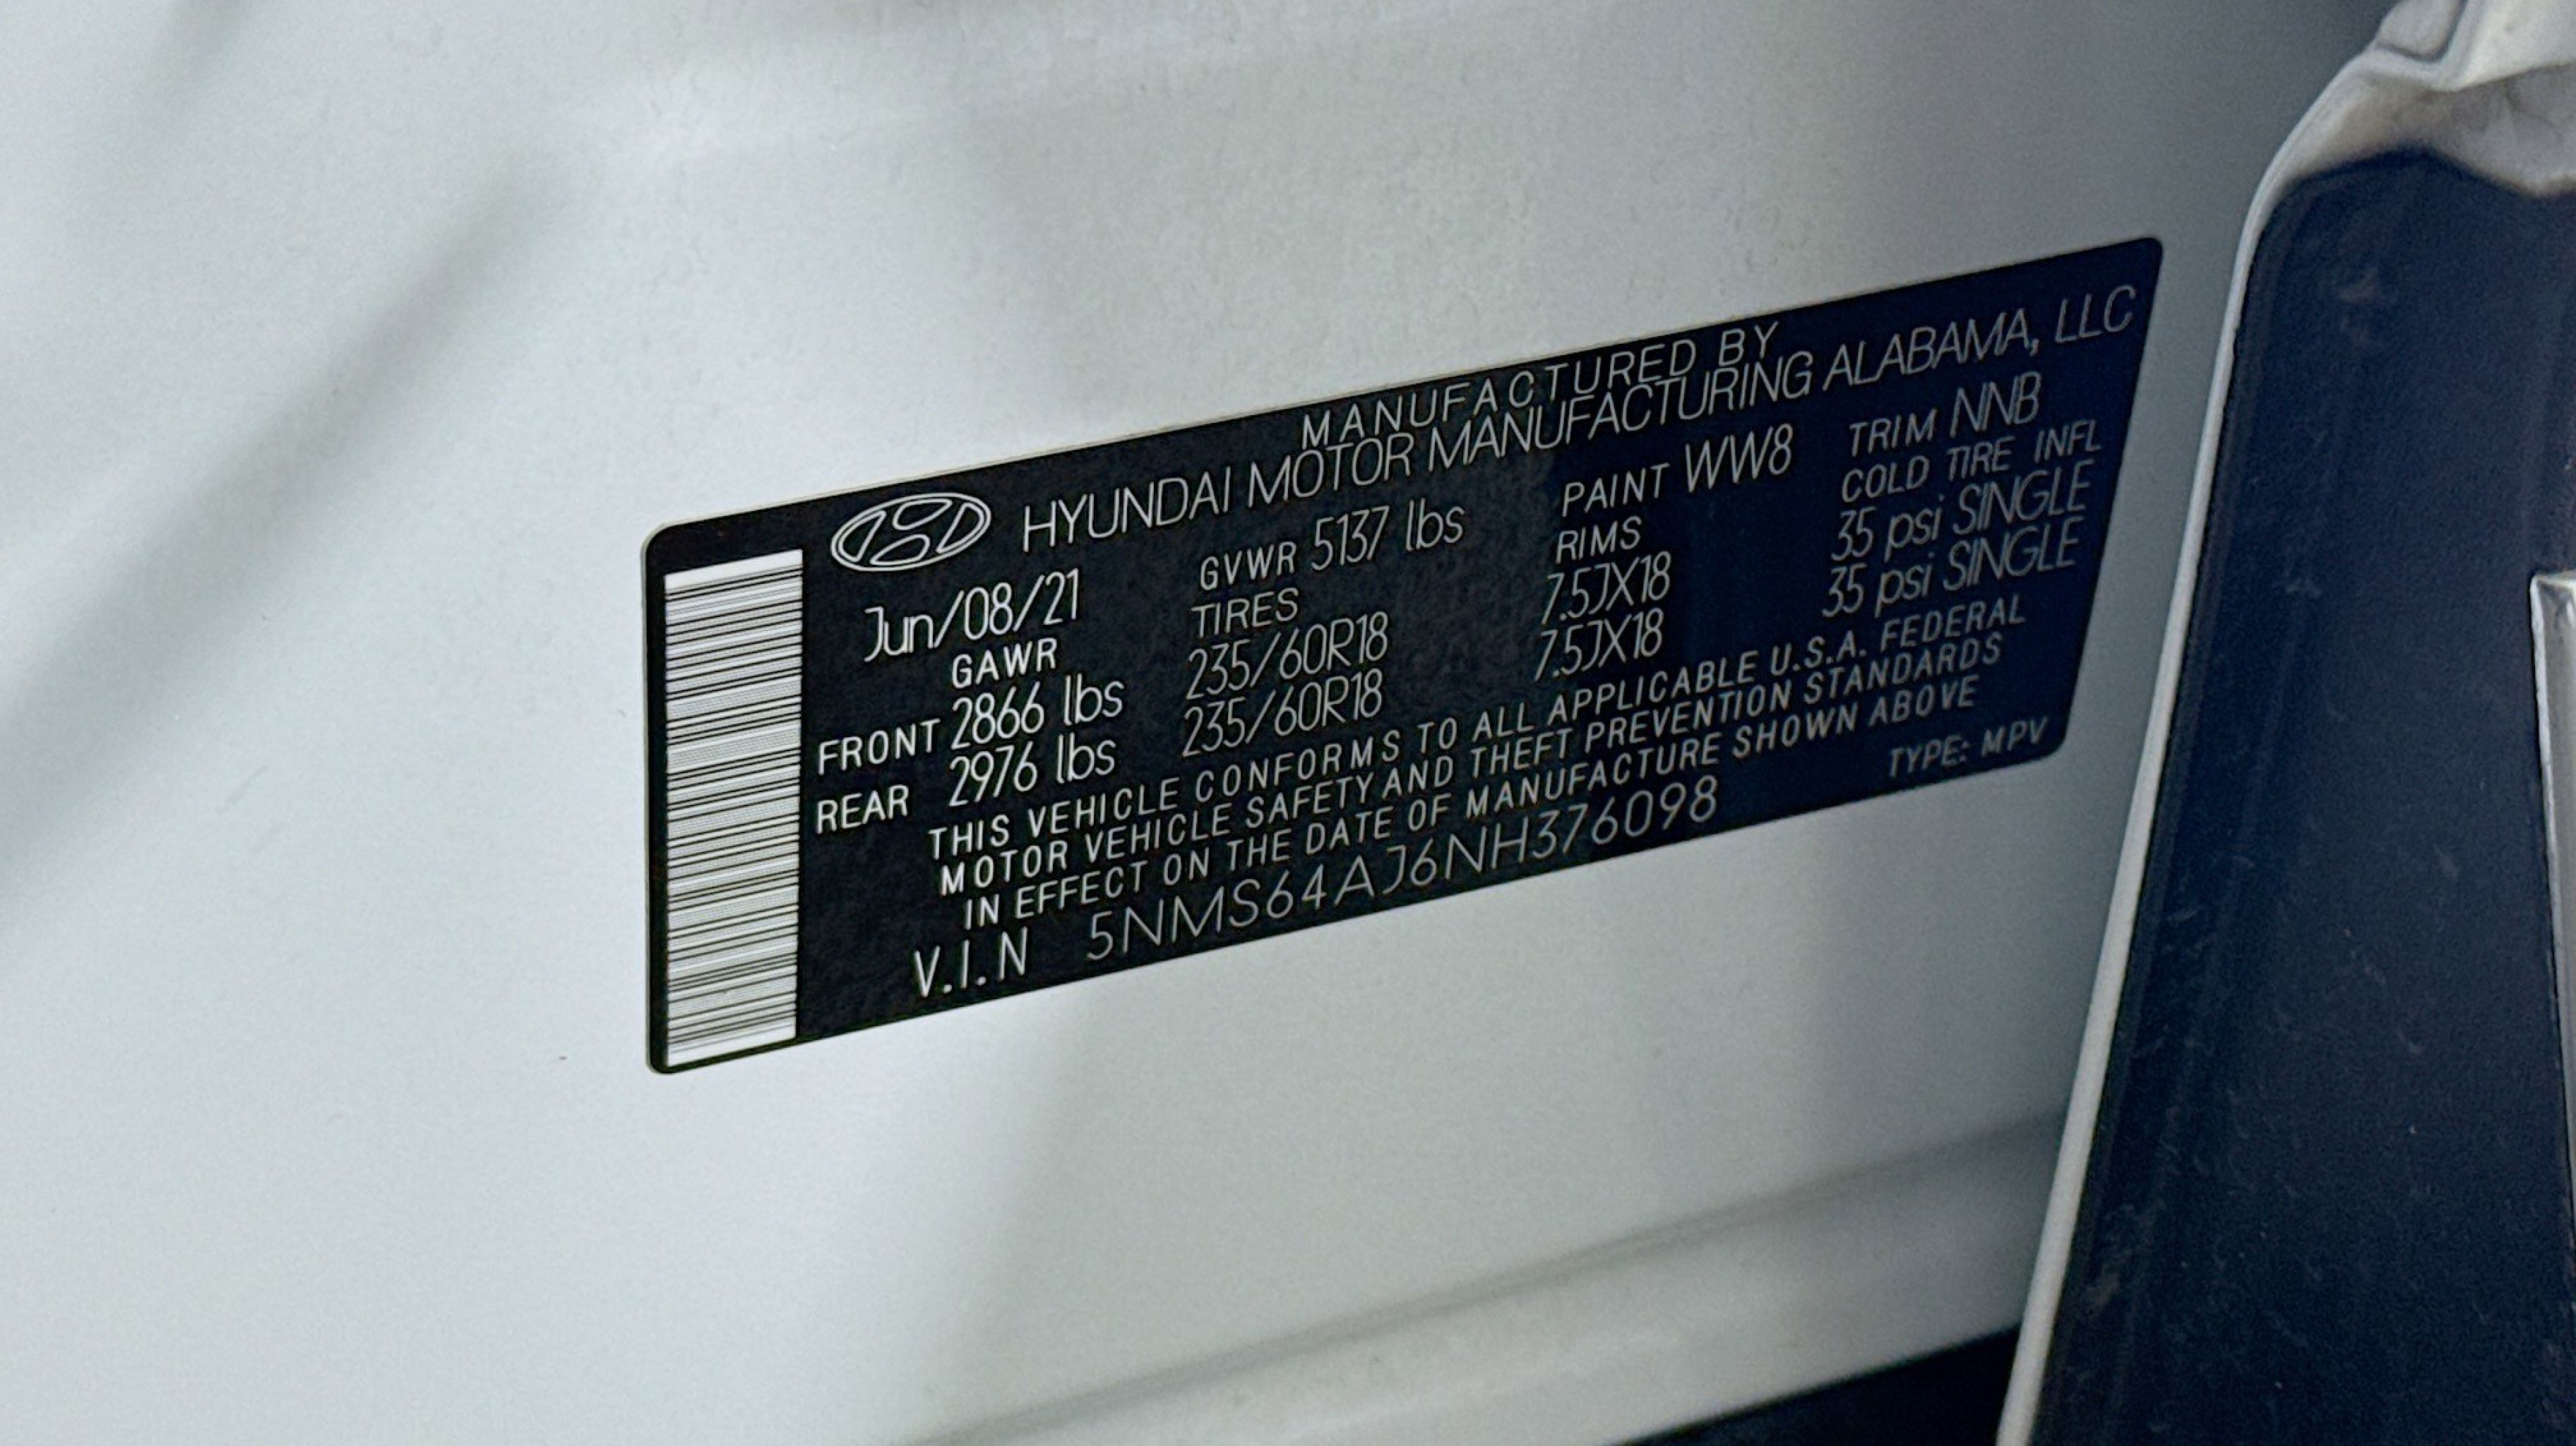 MANUFACTURED BY
HYUNDAI MOTOR MANUFACTURING ALABAMA, LLC
Jun/08/21 GVWR 5137 lbs PAINT WW8 TRIM NNB
GAWR TIRES RIMS COLD TIRE INFL
FRONT 2866 lbs 235/60R18 7.5JX18 35 psi SINGLE
REAR 2976 lbs 235/60R18 7.5JX18 35 psi SINGLE
THIS VEHICLE CONFORMS TO ALL APPLICABLE U.S.A. FEDERAL
MOTOR VEHICLE SAFETY AND THEFT PREVENTION STANDARDS
IN EFFECT ON THE DATE OF MANUFACTURE SHOWN ABOVE
V.I.N 5NMS64AJ6NH376098 TYPE: MPV